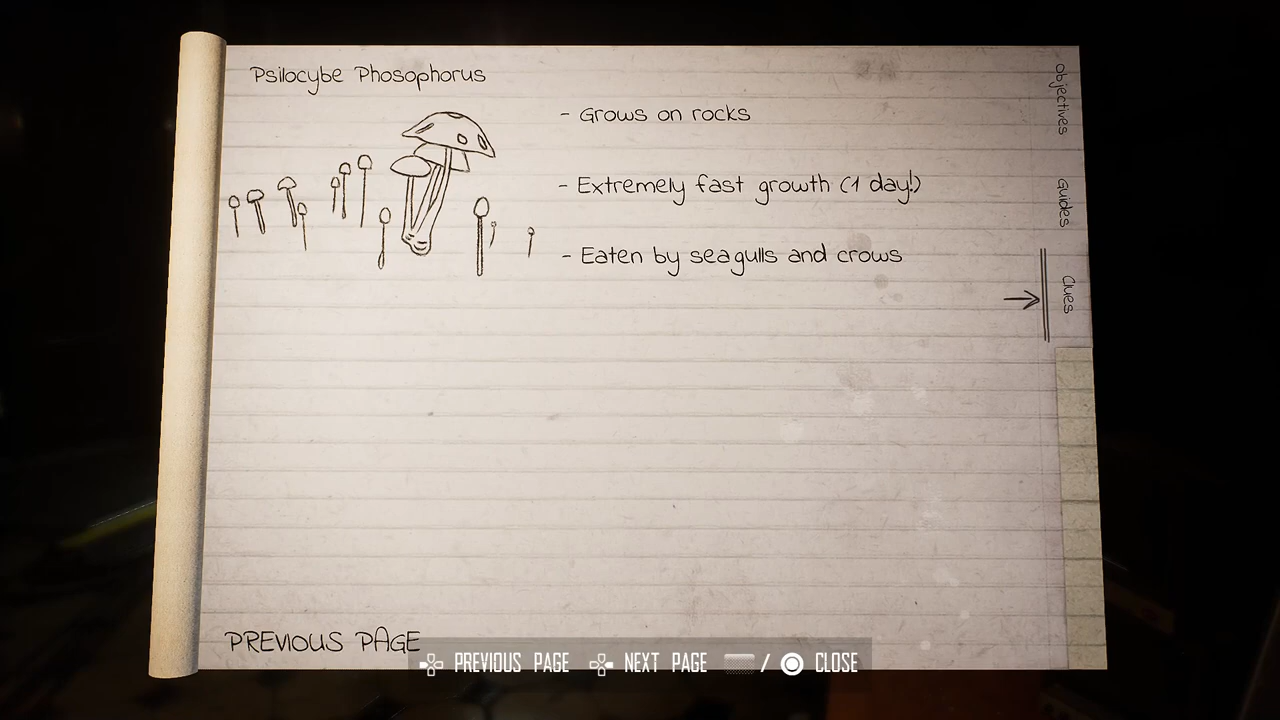 Psilocybe Phosophorus
- Grows on rocks
- Extremely fast growth (1 day!)
- Eaten by seagulls and crows
Objectives
Guides
Clues
PREVIOUS PAGE
PREVIOUS PAGE NEXT PAGE / CLOSE